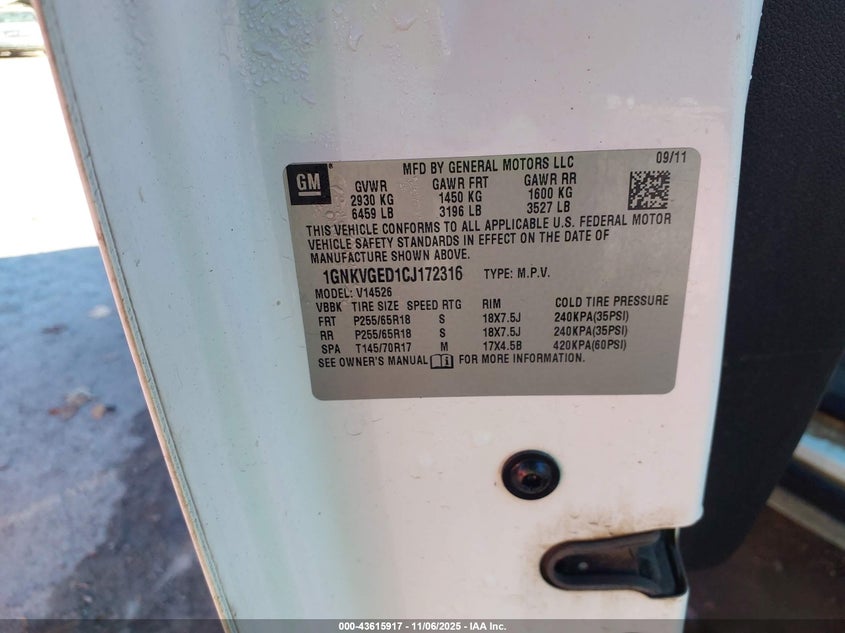 GM
MFD BY GENERAL MOTORS LLC 09/11
GVWR GAWR FRT GAWR RR
2930 KG 1450 KG 1600 KG
6459 LB 3196 LB 3527 LB
THIS VEHICLE CONFORMS TO ALL APPLICABLE U.S. FEDERAL MOTOR
VEHICLE SAFETY STANDARDS IN EFFECT ON THE DATE OF
MANUFACTURE SHOWN ABOVE.
1GNKVGED1CJ172316 TYPE: M.P.V.
MODEL: V14526
VBBK TIRE SIZE SPEED RTG RIM COLD TIRE PRESSURE
FRT P255/65R18 S 18X7.5J 240KPA(35PSI)
RR P255/65R18 S 18X7.5J 240KPA(35PSI)
SPA T145/70R17 M 17X4.5B 420KPA(60PSI)
SEE OWNER'S MANUAL FOR MORE INFORMATION.
000-43615917 - 11/06/2025 - IAA Inc.